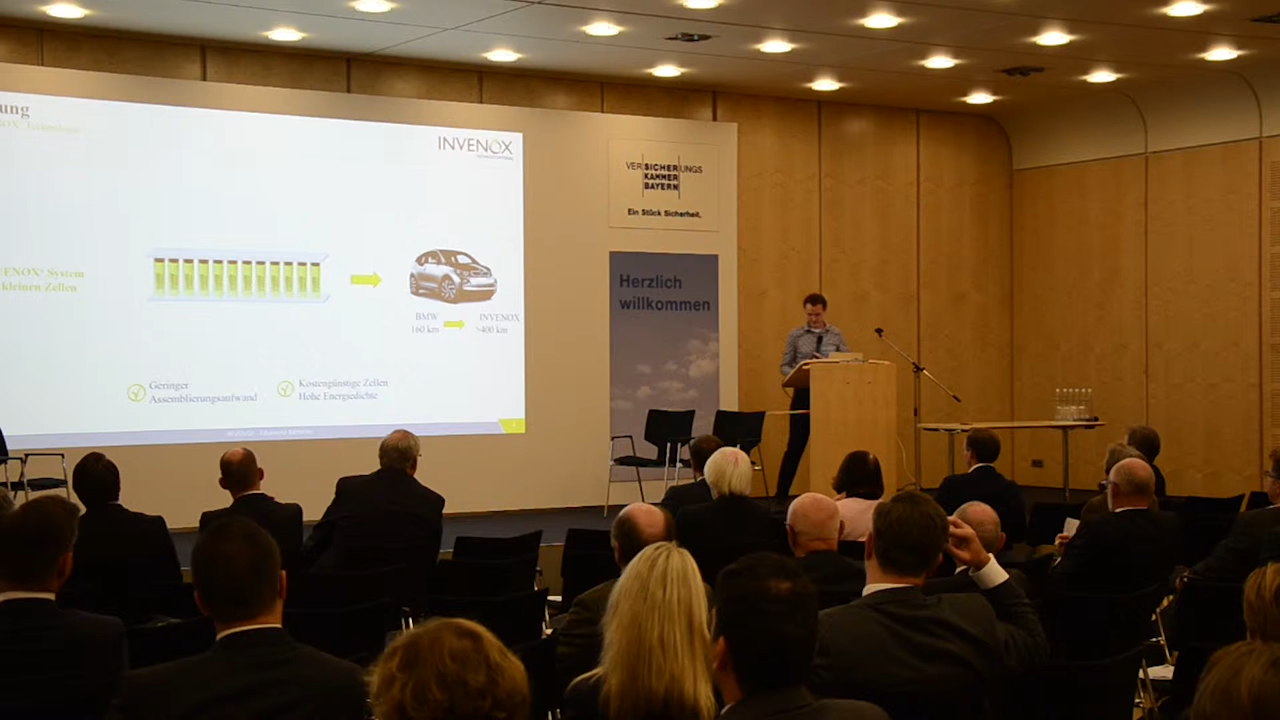 ung
INVENOX
VERSICHERUNGS
KAMMER
BAYERN
Ein Stück Sicherheit.
ENOX® System
kleinen Zellen
Herzlich
willkommen
BMW
160 km
INVENOX
>400 km
Geringer
Assemblierungsaufwand
Kostengünstige Zellen
Hohe Energiedichte